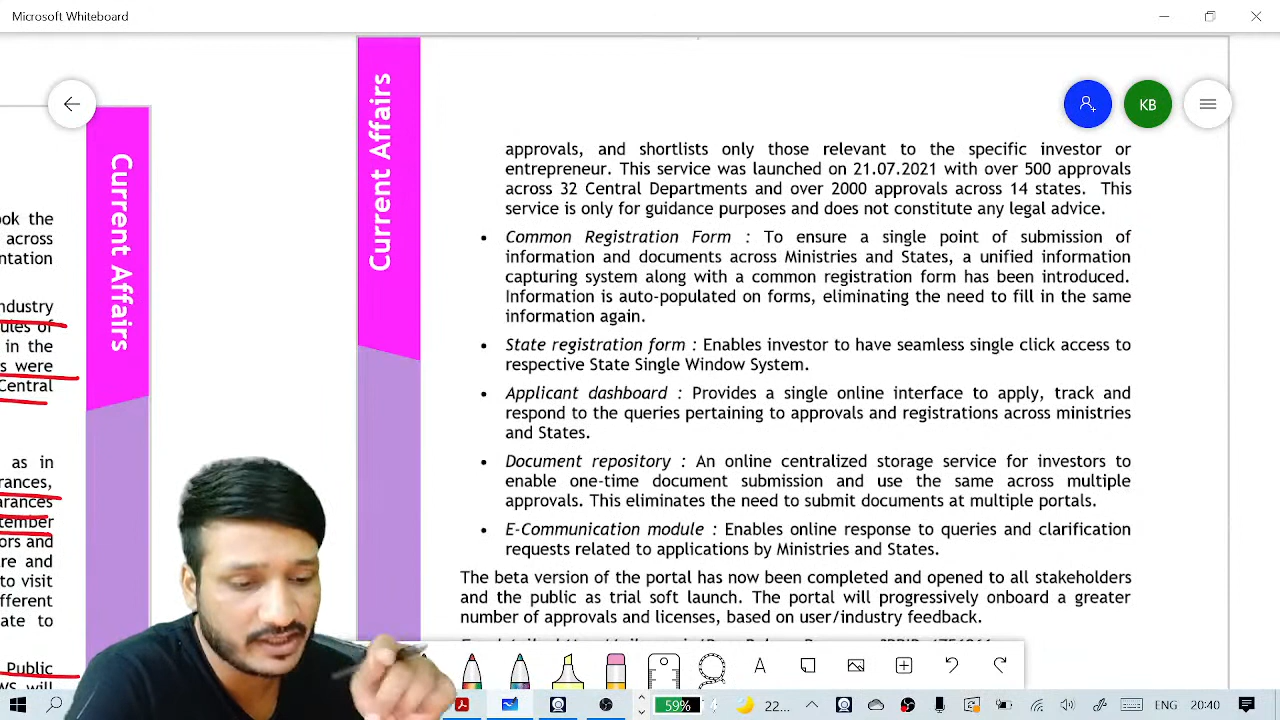 Microsoft Whiteboard
Current Affairs
ook the
across
ntation
ndustry
ules of
in the
s were
Central
as in
rances,
arances
tember
ors and
re and
to visit
fferent
ate to
Public
WS will
Current Affairs
KB
approvals, and shortlists only those relevant to the specific investor or
entrepreneur. This service was launched on 21.07.2021 with over 500 approvals
across 32 Central Departments and over 2000 approvals across 14 states. This
service is only for guidance purposes and does not constitute any legal advice.
• Common Registration Form : To ensure a single point of submission of
information and documents across Ministries and States, a unified information
capturing system along with a common registration form has been introduced.
Information is auto-populated on forms, eliminating the need to fill in the same
information again.
• State registration form : Enables investor to have seamless single click access to
respective State Single Window System.
• Applicant dashboard : Provides a single online interface to apply, track and
respond to the queries pertaining to approvals and registrations across ministries
and States.
• Document repository : An online centralized storage service for investors to
enable one-time document submission and use the same across multiple
approvals. This eliminates the need to submit documents at multiple portals.
• E-Communication module : Enables online response to queries and clarification
requests related to applications by Ministries and States.
The beta version of the portal has now been completed and opened to all stakeholders
and the public as trial soft launch. The portal will progressively onboard a greater
number of approvals and licenses, based on user/industry feedback.
59%
22...
ENG
20:40